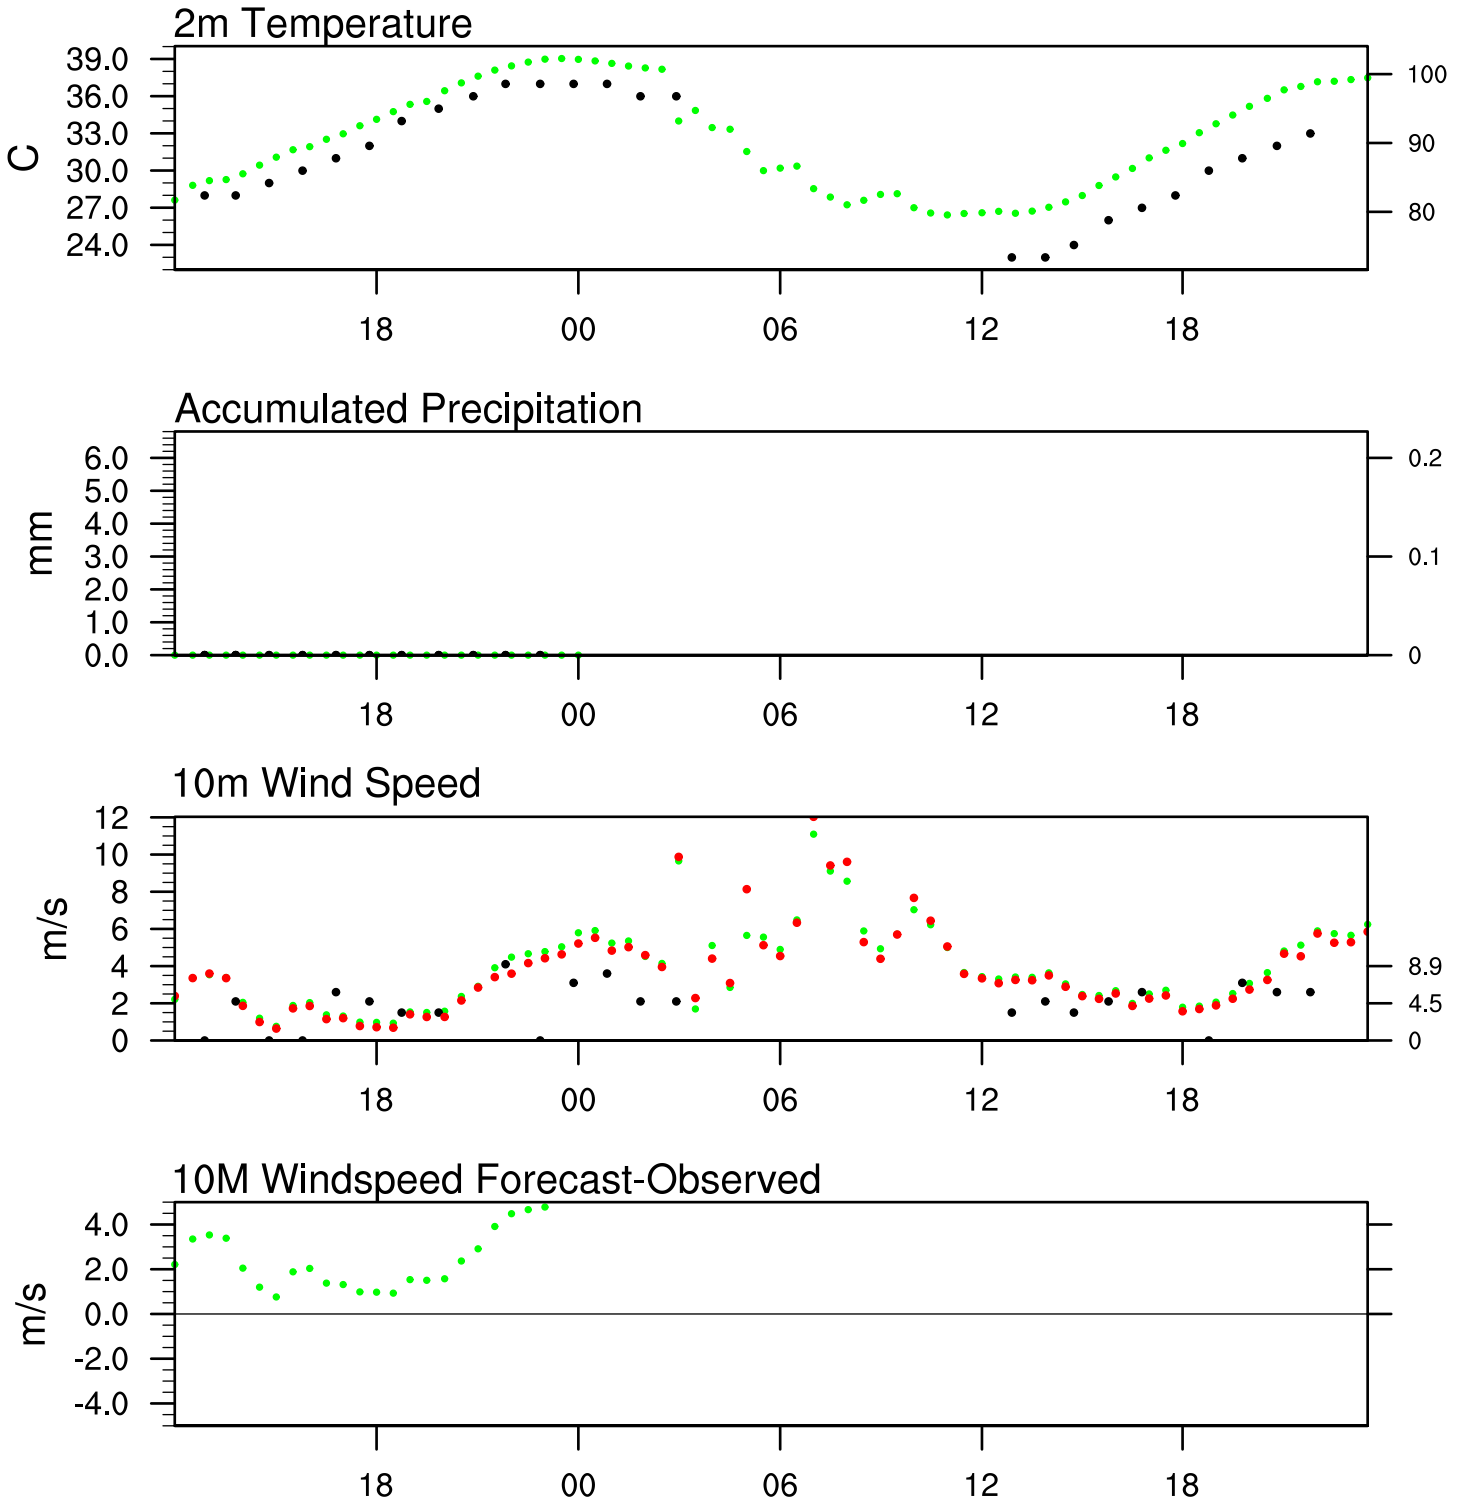 2m Temperature
39.0
36.0
33.0
30.0
27.0
24.0
C
100
90
80
18 00 06 12 18
Accumulated Precipitation
6.0
5.0
4.0
3.0
2.0
1.0
0.0
mm
0.2
0.1
0
18 00 06 12 18
10m Wind Speed
12
10
8
6
4
2
0
m/s
8.9
4.5
0
18 00 06 12 18
10M Windspeed Forecast-Observed
4.0
2.0
0.0
-2.0
-4.0
m/s
18 00 06 12 18